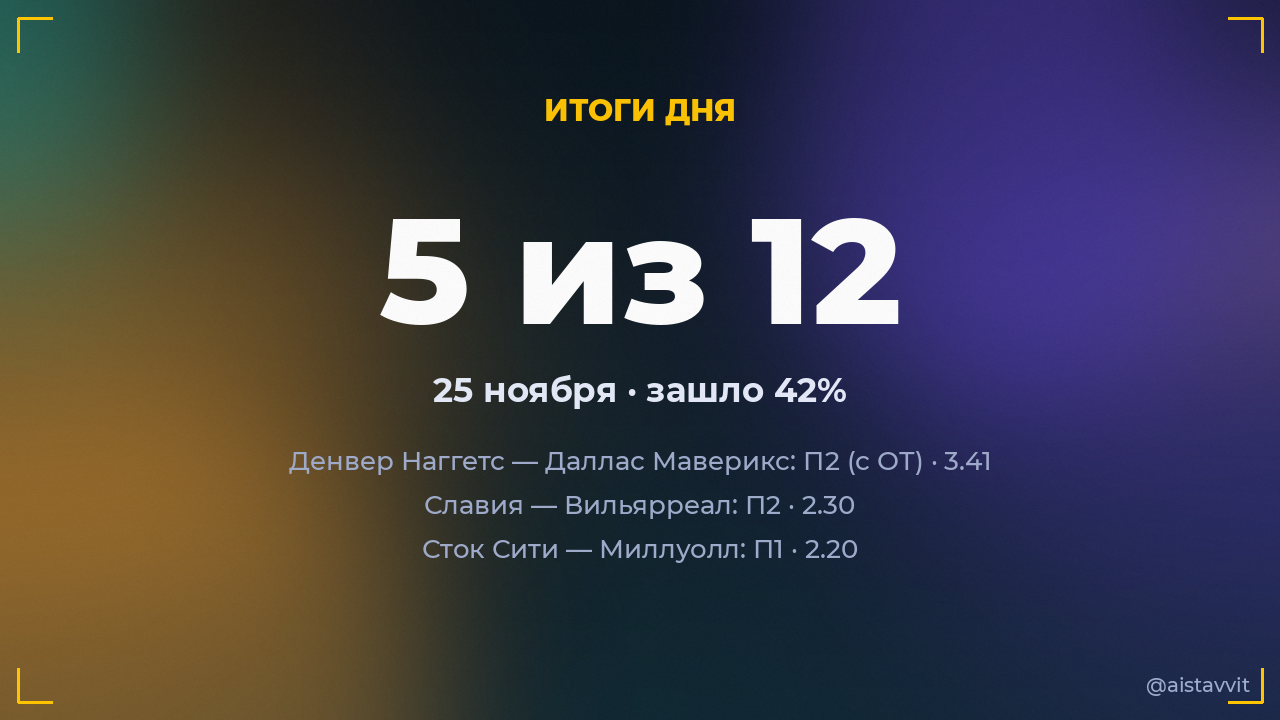 ИТОГИ ДНЯ
5 из 12
25 ноября · зашло 42%
Денвер Наггетс — Даллас Маверикс: П2 (с ОТ) · 3.41
Славия — Вильярреал: П2 · 2.30
Сток Сити — Миллуолл: П1 · 2.20
@aistavvit